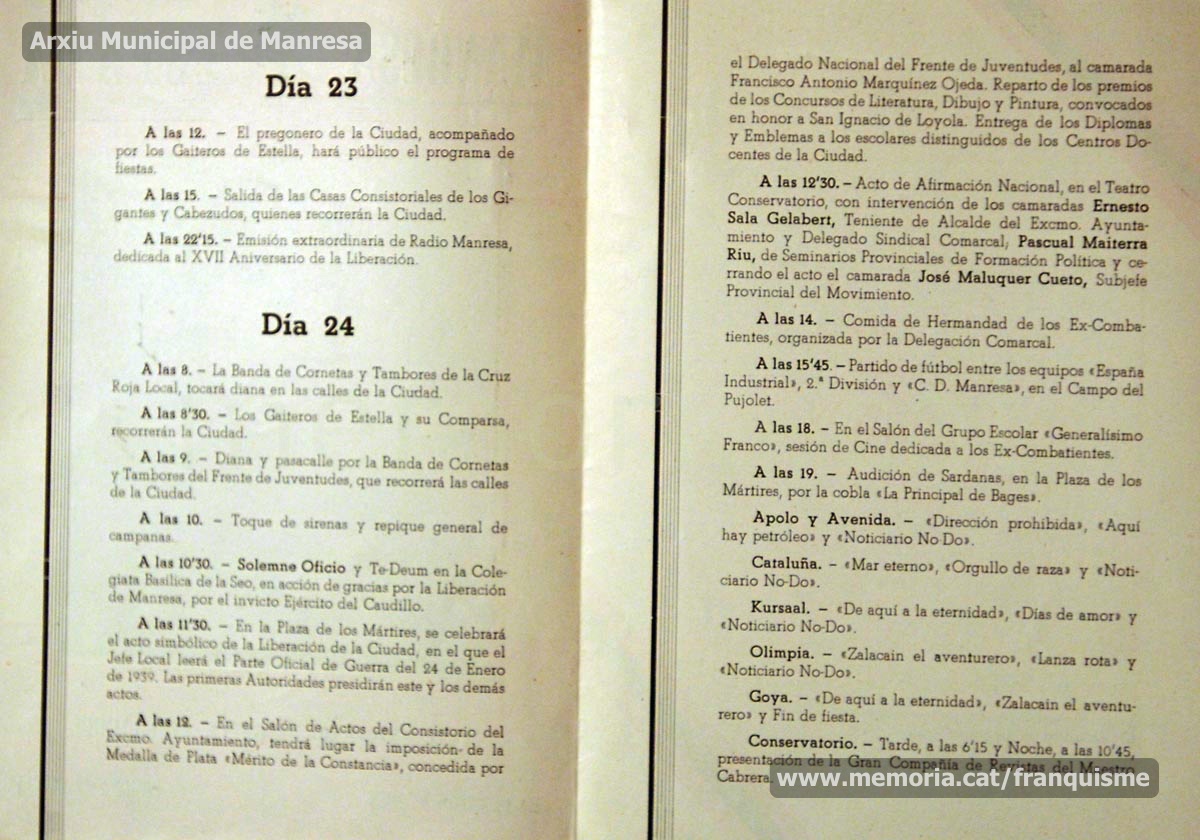 Arxiu Municipal de Manresa
Día 23
A las 12. – El pregonero de la Ciudad, acompañado
por los Gaiteros de Estella, hará público el programa de
fiestas.
A las 15. – Salida de las Casas Consistoriales de los Gi-
gantes y Cabezudos, quienes recorrerán la Ciudad.
A las 22'15. – Emisión extraordinaria de Radio Manresa,
dedicada al XVII Aniversario de la Liberación.
Día 24
A las 8. – La Banda de Cornetas y Tambores de la Cruz
Roja Local, tocará diana en las calles de la Ciudad.
A las 8'30. – Los Gaiteros de Estella y su Comparsa,
recorrerán la Ciudad.
A las 9. – Diana y pasacalle por la Banda de Cornetas
y Tambores del Frente de Juventudes, que recorrerá las calles
de la Ciudad.
A las 10. – Toque de sirenas y repique general de
campanas.
A las 10'30. – Solemne Oficio y Te-Deum en la Cole-
giata Basílica de la Seo, en acción de gracias por la Liberación
de Manresa, por el invicto Ejército del Caudillo.
A las 11'30. – En la Plaza de los Mártires, se celebrará
el acto simbólico de la Liberación de la Ciudad, en el que el
Jefe Local leerá el Parte Oficial de Guerra del 24 de Enero
de 1939. Las primeras Autoridades presidirán este y los demás
actos.
A las 12. – En el Salón de Actos del Consistorio del
Excmo. Ayuntamiento, tendrá lugar la imposición de la
Medalla de Plata «Mérito de la Constancia», concedida por
el Delegado Nacional del Frente de Juventudes, al camarada
Francisco Antonio Marquínez Ojeda. Reparto de los premios
de los Concursos de Literatura, Dibujo y Pintura, convocados
en honor a San Ignacio de Loyola. Entrega de los Diplomas
y Emblemas a los escolares distinguidos de los Centros Do-
centes de la Ciudad.
A las 12'30. – Acto de Afirmación Nacional, en el Teatro
Conservatorio, con intervención de los camaradas Ernesto
Sala Gelabert, Teniente de Alcalde del Excmo. Ayunta-
miento y Delegado Sindical Comarcal, Pascual Maiterra
Riu, de Seminarios Provinciales de Formación Política y ce-
rrando el acto el camarada José Maluquer Cueto, Subjefe
Provincial del Movimiento.
A las 14. – Comida de Hermandad de los Ex-Comba-
tientes, organizada por la Delegación Comarcal.
A las 15'45. – Partido de fútbol entre los equipos «España
Industrial», 2.ª División y «C. D. Manresa», en el Campo del
Pujolet.
A las 18. – En el Salón del Grupo Escolar «Generalísimo
Franco», sesión de Cine dedicada a los Ex-Combatientes.
A las 19. – Audición de Sardanas, en la Plaza de los
Mártires, por la cobla «La Principal de Bages».
Apolo y Avenida. – «Dirección prohibida», «Aquí
hay petróleo» y «Noticiario No-Do».
Cataluña. – «Mar eterno», «Orgullo de raza» y «Noti-
ciario No-Do».
Kursaal. – «De aquí a la eternidad», «Días de amor» y
«Noticiario No-Do».
Olimpia. – «Zalacain el aventurero», «Lanza rota» y
«Noticiario No-Do».
Goya. – «De aquí a la eternidad», «Zalacain el aventu-
rero» y Fin de fiesta.
Conservatorio. – Tarde, a las 6'15 y Noche, a las 10'45,
presentación de la Gran Compañía de Revistas del Maestro
Cabrera.
www.memoria.cat/franquisme